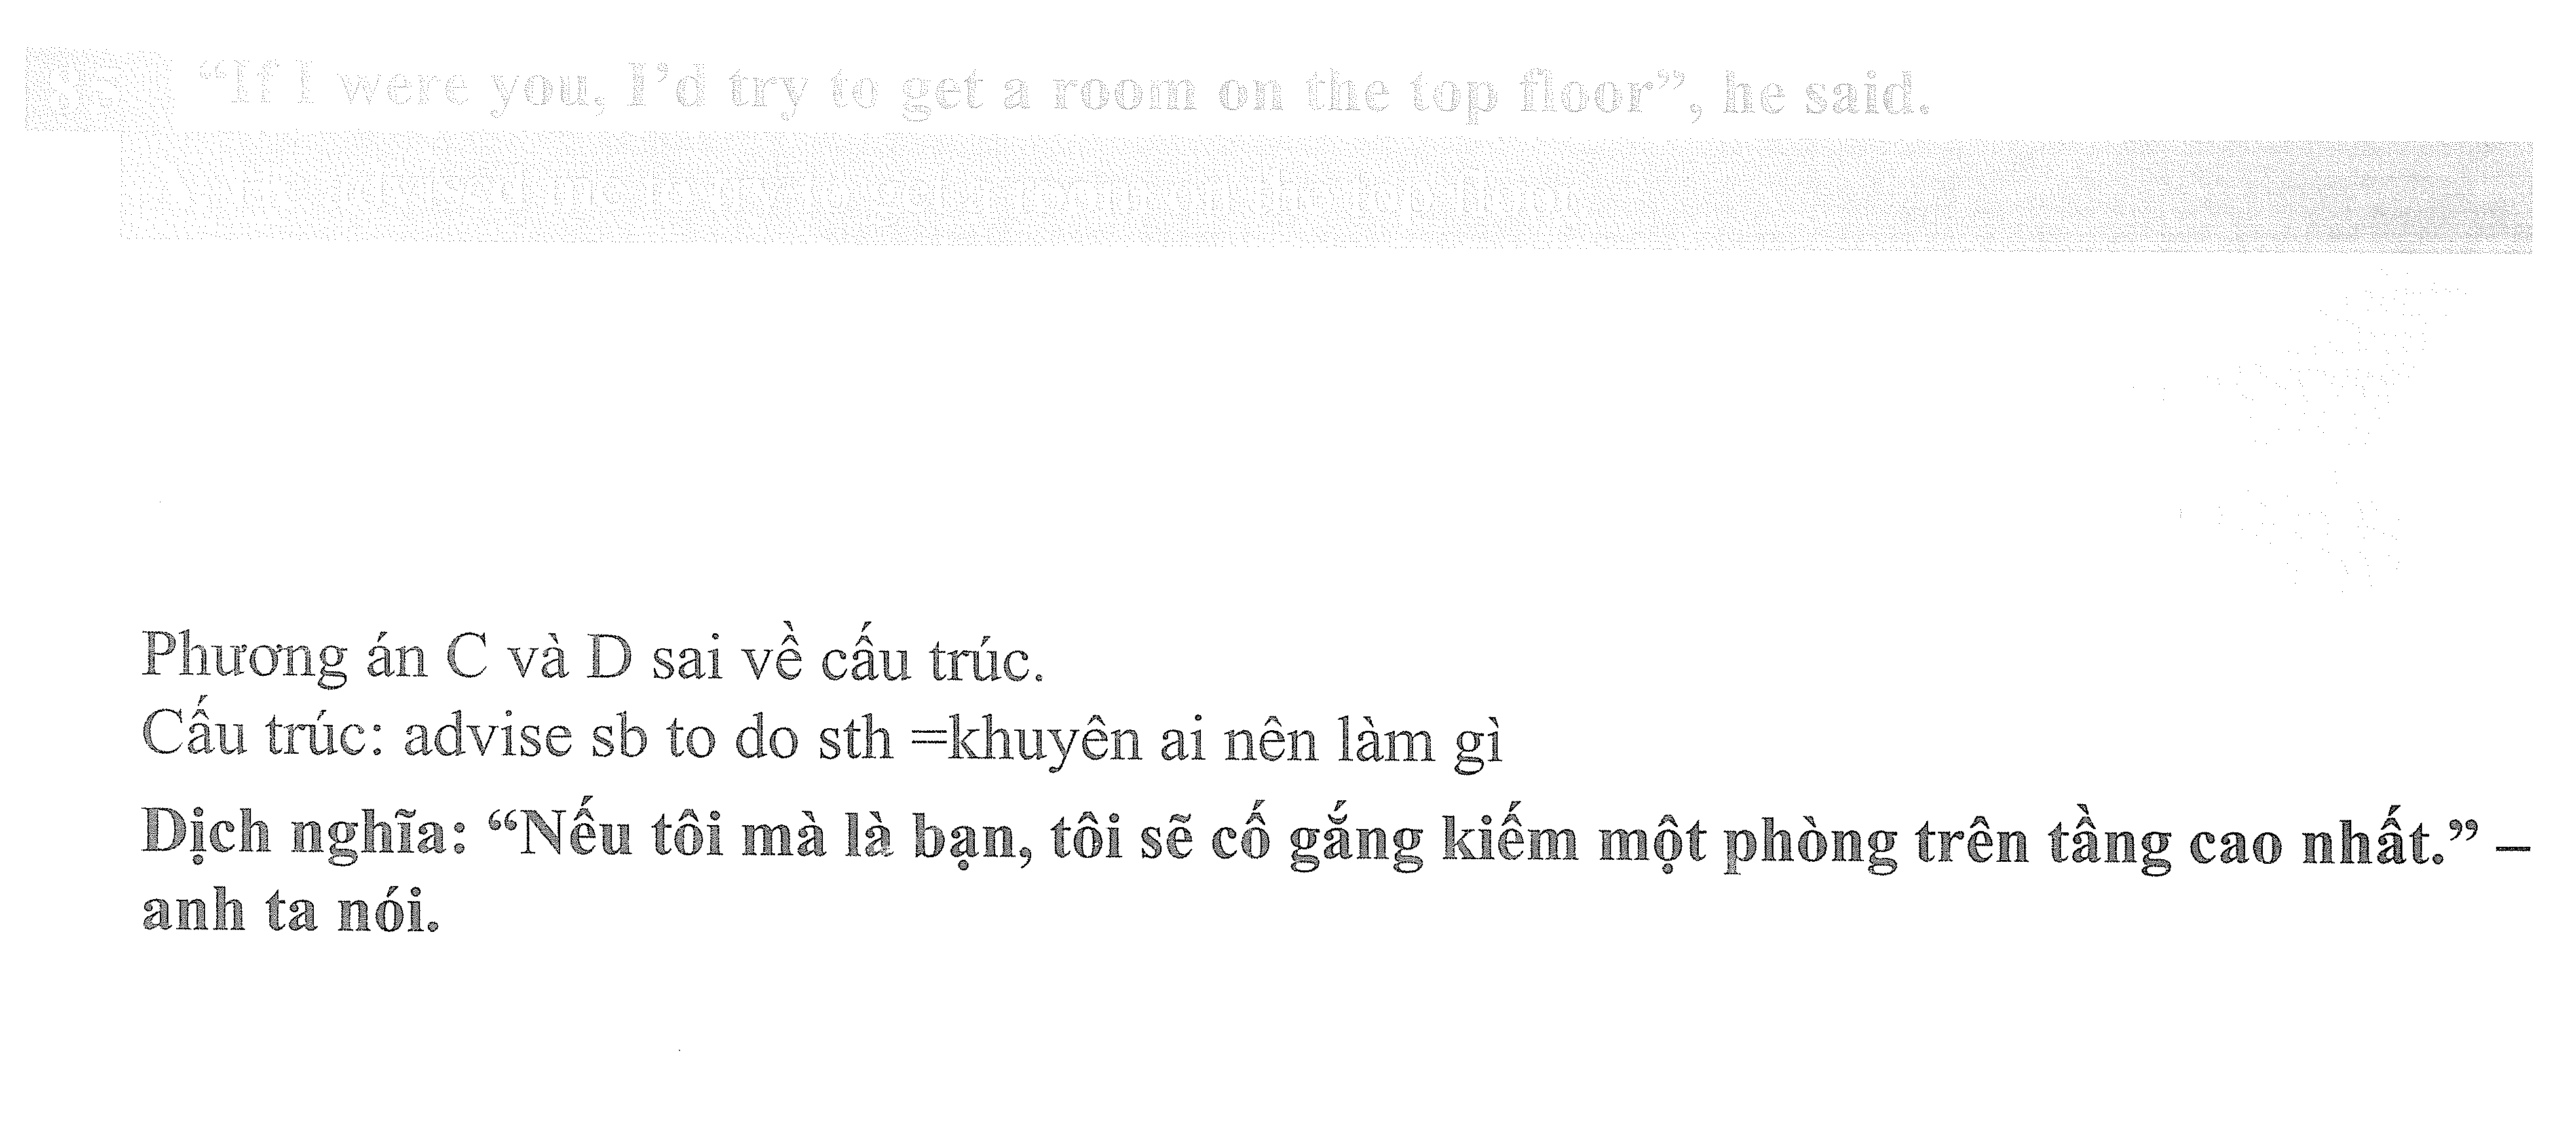 “If I were you, I’d try to get a room on the top floor”, he said.
advised me to try to get a room on the top floor
Phương án C và D sai về cấu trúc.
Cấu trúc: advise sb to do sth =khuyên ai nên làm gì
Dịch nghĩa: “Nếu tôi mà là bạn, tôi sẽ cố gắng kiếm một phòng trên tầng cao nhất.” –
anh ta nói.